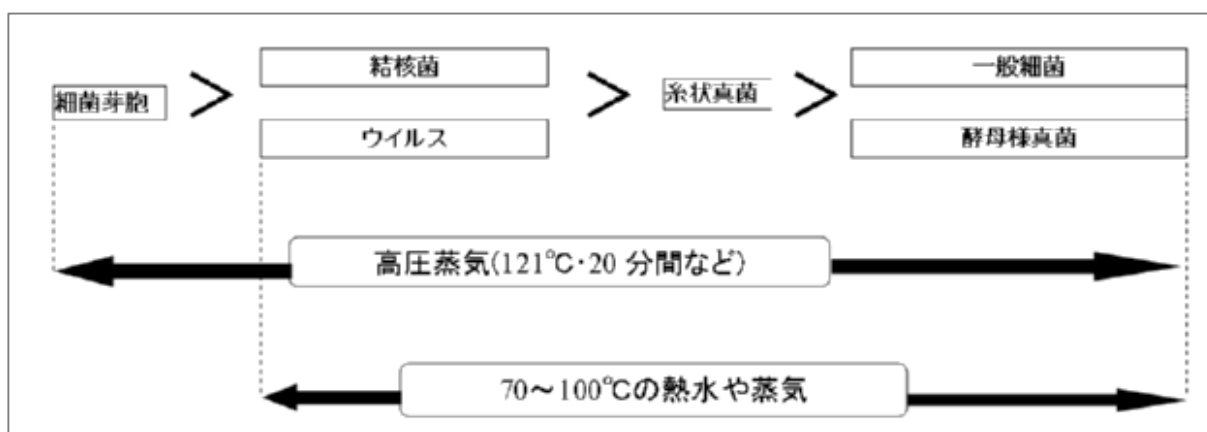 結核菌
一般細菌
細菌芽胞
>
>
糸状真菌
>
ウイルス
酵母様真菌
高圧蒸気(121℃・20 分間など)
70～100℃の熱水や蒸気